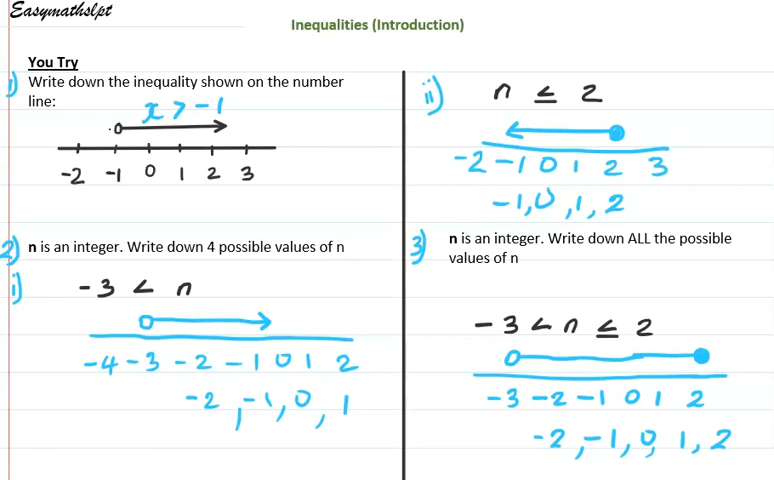 Easymathslpt
Inequalities (Introduction)
You Try
1) Write down the inequality shown on the number
line:
x > -1
-2 -1 0 1 2 3
2) n is an integer. Write down 4 possible values of n
i) -3 < n
-4 -3 -2 -1 0 1 2
-2, -1, 0, 1
ii) n ≤ 2
-2 -1 0 1 2 3
-1, 0, 1, 2
3) n is an integer. Write down ALL the possible
values of n
-3 < n ≤ 2
-3 -2 -1 0 1 2
-2, -1, 0, 1, 2